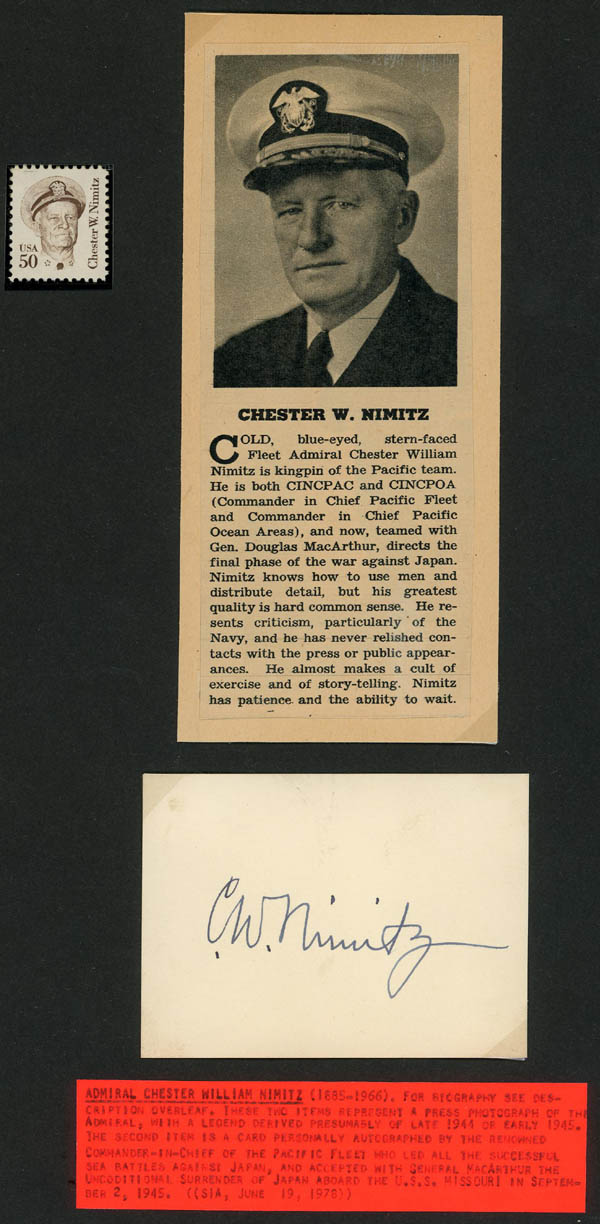 USA
50
Chester W. Nimitz
CHESTER W. NIMITZ
COLD, blue-eyed, stern-faced
Fleet Admiral Chester William
Nimitz is kingpin of the Pacific team.
He is both CINCPAC and CINCPOA
(Commander in Chief Pacific Fleet
and Commander in Chief Pacific
Ocean Areas), and now, teamed with
Gen. Douglas MacArthur, directs the
final phase of the war against Japan.
Nimitz knows how to use men and
distribute detail, but his greatest
quality is hard common sense. He re-
sents criticism, particularly of the
Navy, and he has never relished con-
tacts with the press or public appear-
ances. He almost makes a cult of
exercise and of story-telling. Nimitz
has patience and the ability to wait.
C.W. Nimitz
ADMIRAL CHESTER WILLIAM NIMITZ (1885-1966). FOR BIOGRAPHY SEE DES-
CRIPTION OVERLEAF. THESE TWO ITEMS REPRESENT A PRESS PHOTOGRAPH OF THE
ADMIRAL, WITH A LEGEND DERIVED PRESUMABLY OF LATE 1944 OR EARLY 1945.
THE SECOND ITEM IS A CARD PERSONALLY AUTOGRAPHED BY THE RENOWNED
COMMANDER-IN-CHIEF OF THE PACIFIC FLEET WHO LED ALL THE SUCCESSFUL
SEA BATTLES AGAINST JAPAN, AND ACCEPTED WITH GENERAL MACARTHUR THE
UNCODITIONAL SURRENDER OF JAPAN ABOARD THE U.S.S. MISSOURI IN SEPTEM-
BER 2, 1945. ((SIA, JUNE 19, 1978))